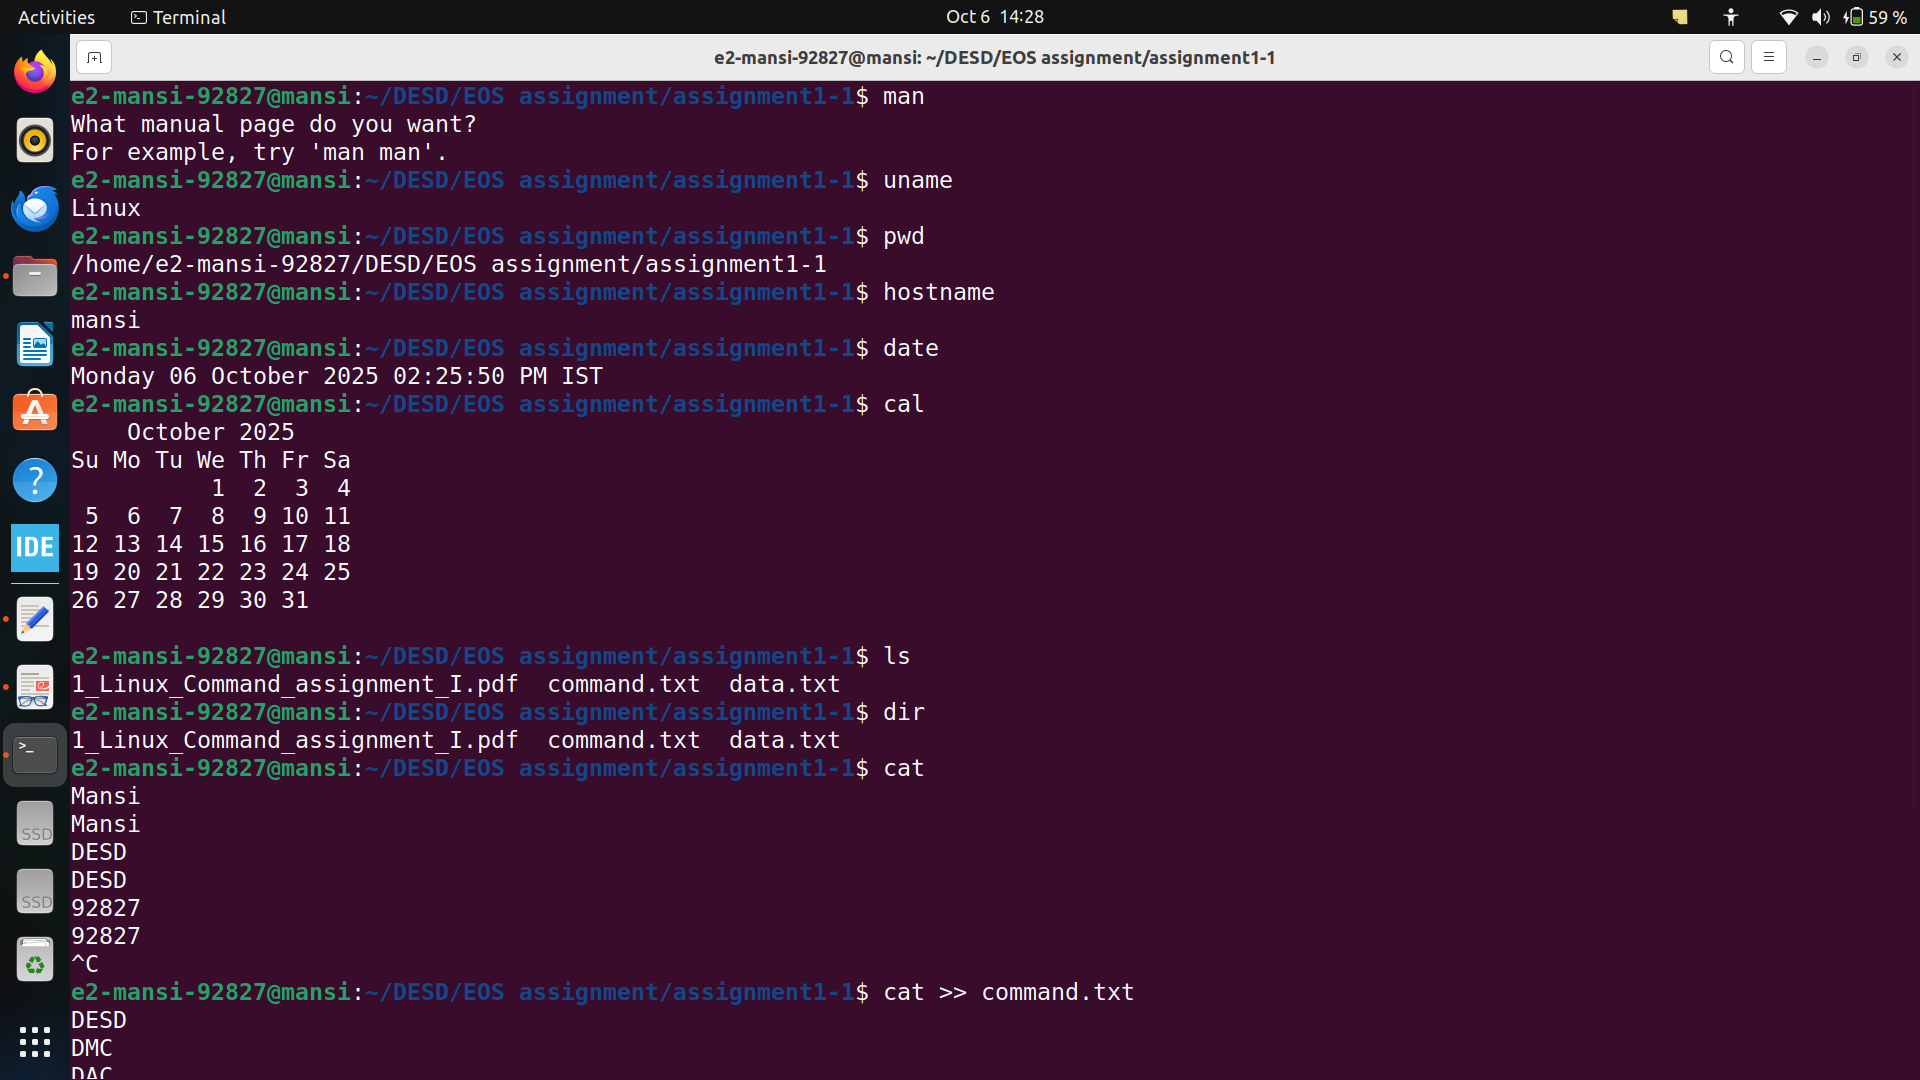 Activities Terminal Oct 6 14:28 59 %
e2-mansi-92827@mansi: ~/DESD/EOS assignment/assignment1-1
e2-mansi-92827@mansi:~/DESD/EOS assignment/assignment1-1$ man
What manual page do you want?
For example, try 'man man'.
e2-mansi-92827@mansi:~/DESD/EOS assignment/assignment1-1$ uname
Linux
e2-mansi-92827@mansi:~/DESD/EOS assignment/assignment1-1$ pwd
/home/e2-mansi-92827/DESD/EOS assignment/assignment1-1
e2-mansi-92827@mansi:~/DESD/EOS assignment/assignment1-1$ hostname
mansi
e2-mansi-92827@mansi:~/DESD/EOS assignment/assignment1-1$ date
Monday 06 October 2025 02:25:50 PM IST
e2-mansi-92827@mansi:~/DESD/EOS assignment/assignment1-1$ cal
    October 2025
Su Mo Tu We Th Fr Sa
          1  2  3  4
 5  6  7  8  9 10 11
12 13 14 15 16 17 18
19 20 21 22 23 24 25
26 27 28 29 30 31
e2-mansi-92827@mansi:~/DESD/EOS assignment/assignment1-1$ ls
1_Linux_Command_assignment_I.pdf  command.txt  data.txt
e2-mansi-92827@mansi:~/DESD/EOS assignment/assignment1-1$ dir
1_Linux_Command_assignment_I.pdf  command.txt  data.txt
e2-mansi-92827@mansi:~/DESD/EOS assignment/assignment1-1$ cat
Mansi
Mansi
DESD
DESD
92827
92827
^C
e2-mansi-92827@mansi:~/DESD/EOS assignment/assignment1-1$ cat >> command.txt
DESD
DMC
DAC
IDE
SSD
SSD